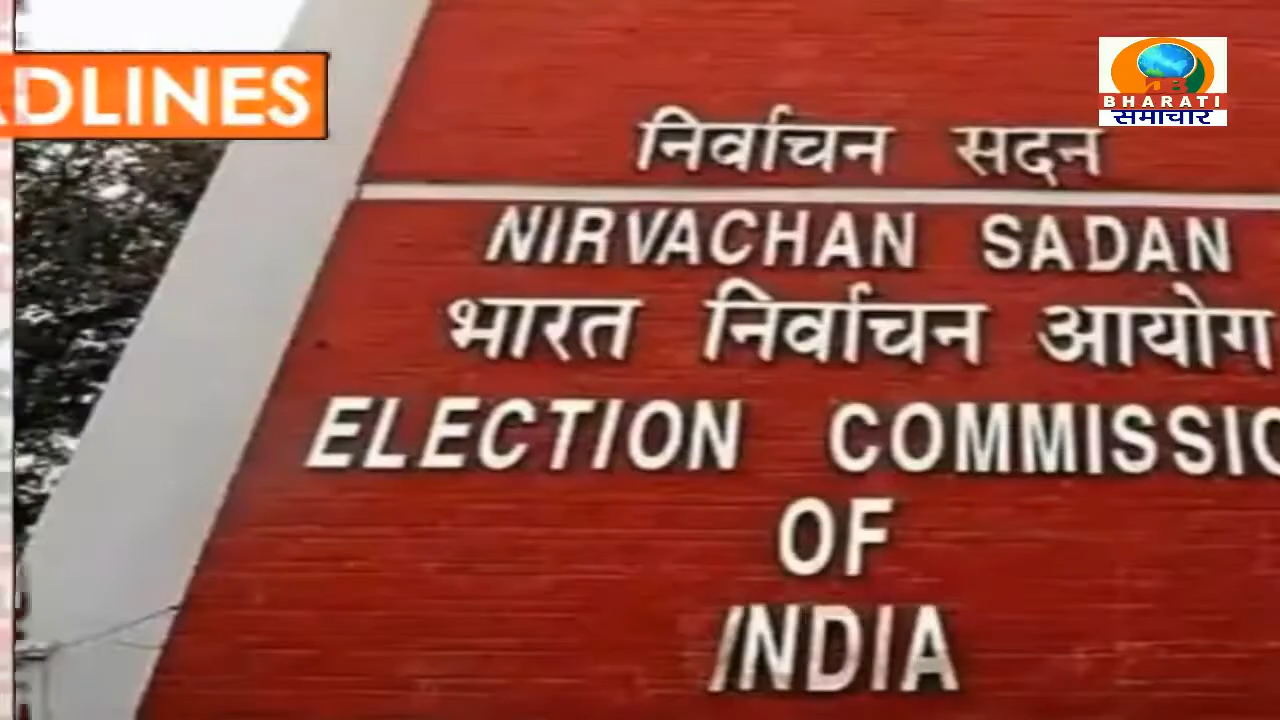 ADLINES
BHARATI
समाचार
निर्वाचन सदन
NIRVACHAN SADAN
भारत निर्वाचन आयोग
ELECTION COMMISSIO
OF
INDIA